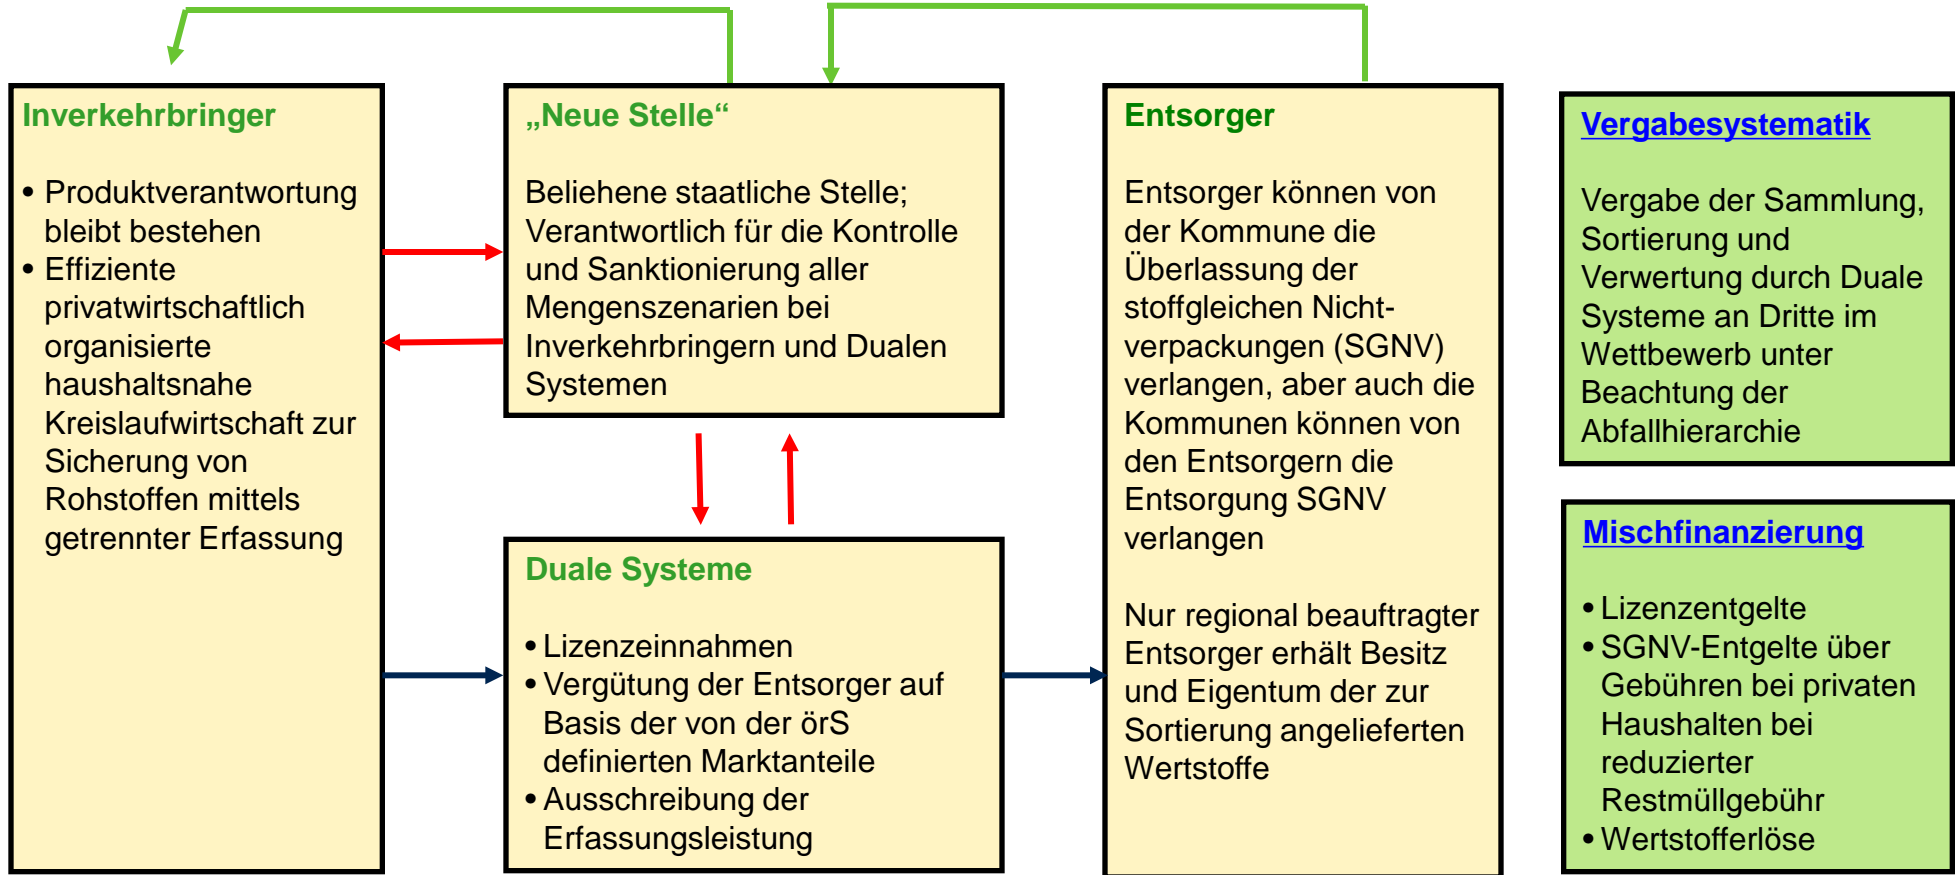 Inverkehrbringer
• Produktverantwortung
bleibt bestehen
• Effiziente
privatwirtschaftlich
organisierte
haushaltsnahe
Kreislaufwirtschaft zur
Sicherung von
Rohstoffen mittels
getrennter Erfassung
„Neue Stelle“
Beliehene staatliche Stelle;
Verantwortlich für die Kontrolle
und Sanktionierung aller
Mengenszenarien bei
Inverkehrbringern und Dualen
Systemen
Duale Systeme
• Lizenzeinnahmen
• Vergütung der Entsorger auf
Basis der von der örS
definierten Marktanteile
• Ausschreibung der
Erfassungsleistung
Entsorger
Entsorger können von
der Kommune die
Überlassung der
stoffgleichen Nicht-
verpackungen (SGNV)
verlangen, aber auch die
Kommunen können von
den Entsorgern die
Entsorgung SGNV
verlangen
Nur regional beauftragter
Entsorger erhält Besitz
und Eigentum der zur
Sortierung angelieferten
Wertstoffe
Vergabesystematik
Vergabe der Sammlung,
Sortierung und
Verwertung durch Duale
Systeme an Dritte im
Wettbewerb unter
Beachtung der
Abfallhierarchie
Mischfinanzierung
• Lizenzentgelte
• SGNV-Entgelte über
Gebühren bei privaten
Haushalten bei
reduzierter
Restmüllgebühr
• Wertstofferlöse